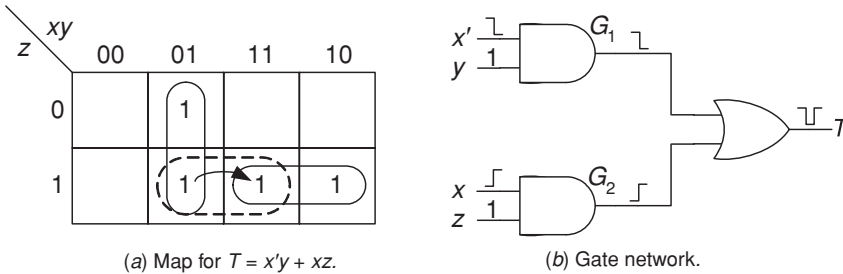 xy
z
00 01 11 10
0 1
1 1 1 1
(a) Map for T = x′y + xz.
x′
y 1
G1
x
z 1
G2
T
(b) Gate network.